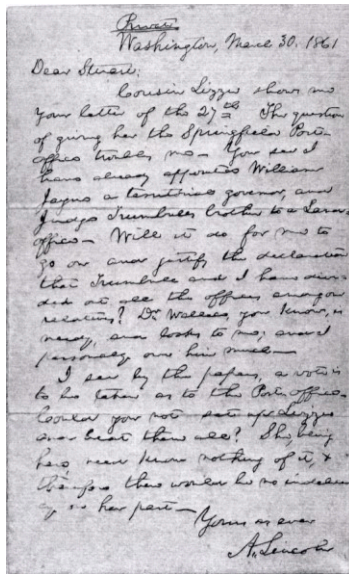 Private
Washington, March 30, 1861
Dear Stuart:
Cousin Lizzie shows me
your letter of the 27th. The question
of giving her the Springfield Post-
office troubles me. You see I
have already appointed William
Jayne a territorial governor, and
Judge Trumbull's brother to a Land-
office— Will it do for me to
go on and justify the declaration
that Trumbull and I have divi-
ded out all the offices among our
relatives? Dr. Wallace, you know, is
needy, and looks to me; and I
personally owe him much—
I see by the papers, a vote is
to be taken as to the Post-office.
Could you not set up Lizzie
and beat them all? She, being
here, need know nothing of it, &
therefore there would be no indelica-
cy on her part—
Yours as ever
A. Lincoln